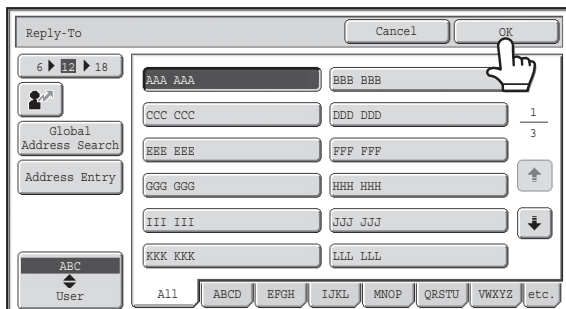 Reply-To
Cancel
OK
6 ▶ 12 ▶ 18
Global
Address Search
Address Entry
ABC
User
AAA AAA
BBB BBB
CCC CCC
DDD DDD
EEE EEE
FFF FFF
GGG GGG
HHH HHH
III III
JJJ JJJ
KKK KKK
LLL LLL
1
3
All ABCD EFGH IJKL MNOP QRSTU VWXYZ etc.